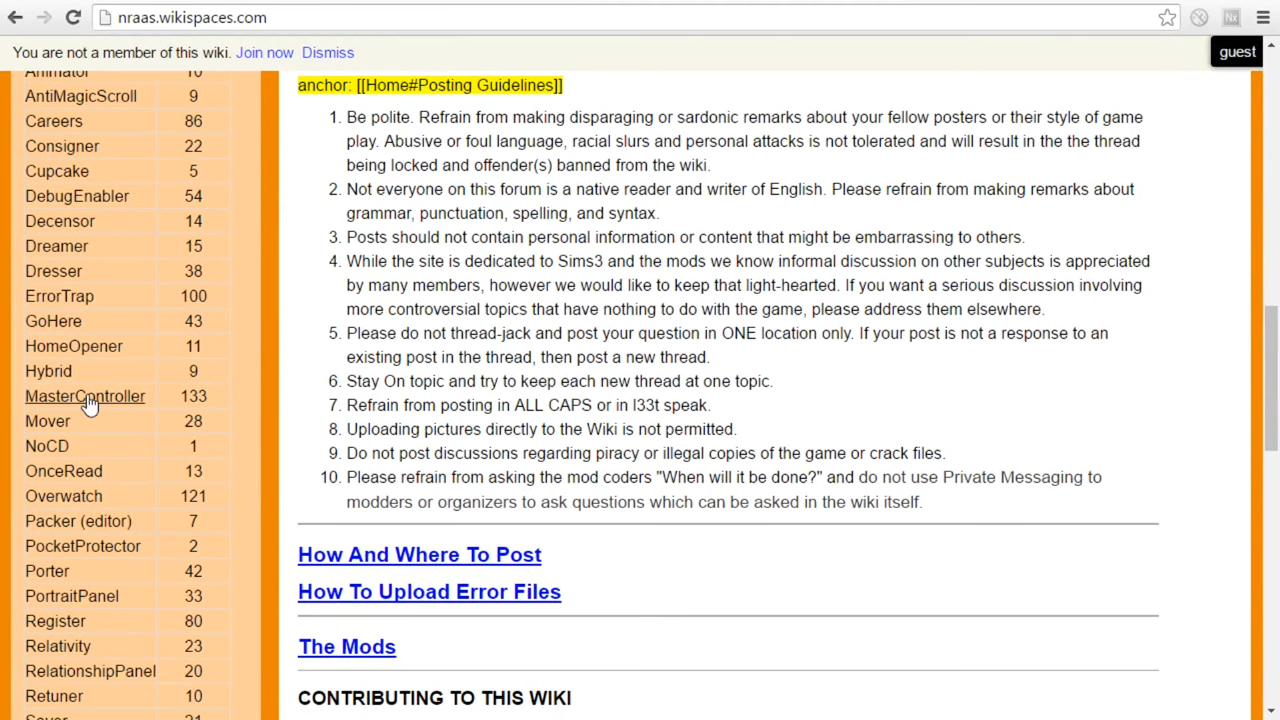 nraas.wikispaces.com
You are not a member of this wiki. Join now Dismiss
guest
Animator 10
AntiMagicScroll 9
Careers 86
Consigner 22
Cupcake 5
DebugEnabler 54
Decensor 14
Dreamer 15
Dresser 38
ErrorTrap 100
GoHere 43
HomeOpener 11
Hybrid 9
MasterController 133
Mover 28
NoCD 1
OnceRead 13
Overwatch 121
Packer (editor) 7
PocketProtector 2
Porter 42
PortraitPanel 33
Register 80
Relativity 23
RelationshipPanel 20
Retuner 10
Saver 21
anchor: [[Home#Posting Guidelines]]
1. Be polite. Refrain from making disparaging or sardonic remarks about your fellow posters or their style of game
play. Abusive or foul language, racial slurs and personal attacks is not tolerated and will result in the the thread
being locked and offender(s) banned from the wiki.
2. Not everyone on this forum is a native reader and writer of English. Please refrain from making remarks about
grammar, punctuation, spelling, and syntax.
3. Posts should not contain personal information or content that might be embarrassing to others.
4. While the site is dedicated to Sims3 and the mods we know informal discussion on other subjects is appreciated
by many members, however we would like to keep that light-hearted. If you want a serious discussion involving
more controversial topics that have nothing to do with the game, please address them elsewhere.
5. Please do not thread-jack and post your question in ONE location only. If your post is not a response to an
existing post in the thread, then post a new thread.
6. Stay On topic and try to keep each new thread at one topic.
7. Refrain from posting in ALL CAPS or in l33t speak.
8. Uploading pictures directly to the Wiki is not permitted.
9. Do not post discussions regarding piracy or illegal copies of the game or crack files.
10. Please refrain from asking the mod coders "When will it be done?" and do not use Private Messaging to
modders or organizers to ask questions which can be asked in the wiki itself.
How And Where To Post
How To Upload Error Files
The Mods
CONTRIBUTING TO THIS WIKI